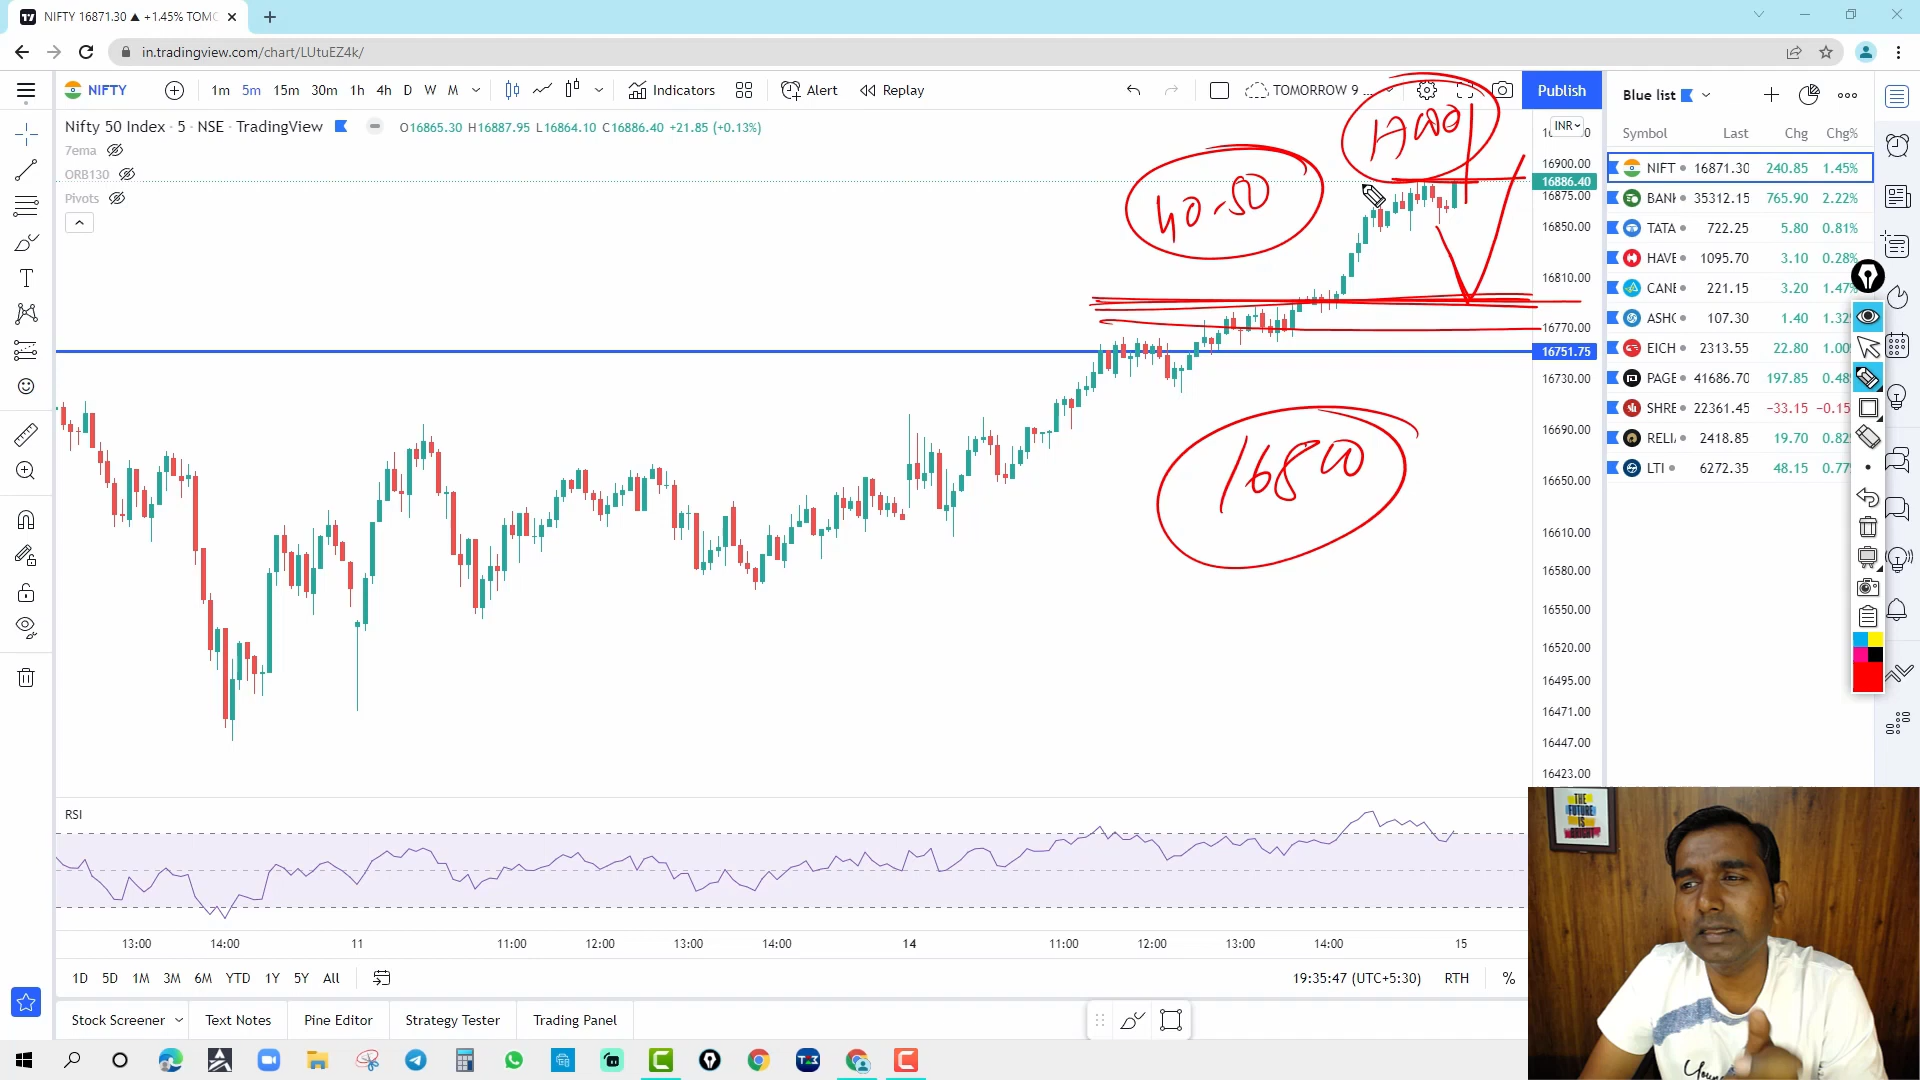 NIFTY 16871.30 ▲ +1.45% TOMO
in.tradingview.com/chart/LUtuEZ4k/
NIFTY 1m 5m 15m 30m 1h 4h D W M Indicators Alert Replay TOMORROW 9 ... Publish
Nifty 50 Index · 5 · NSE · TradingView O16865.30 H16887.95 L16864.10 C16886.40 +21.85 (+0.13%)
7ema
ORB130
Pivots
INR
16900.00
16886.40
16875.00
16850.00
16810.00
16770.00
16751.75
16730.00
16690.00
16650.00
16610.00
16580.00
16550.00
16520.00
16495.00
16471.00
16447.00
16423.00
40-50
16800
Blue list
Symbol Last Chg Chg%
NIFT 16871.30 240.85 1.45%
BANK 35312.15 765.90 2.22%
TATA 722.25 5.80 0.81%
HAVE 1095.70 3.10 0.28%
CANE 221.15 3.20 1.47%
ASHO 107.30 1.40 1.32%
EICH 2313.55 22.80 1.00%
PAGE 41686.70 197.85 0.48
SHRE 22361.45 −33.15 −0.15
RELI 2418.85 19.70 0.82
LTI 6272.35 48.15 0.77
RSI
13:00 14:00 11 11:00 12:00 13:00 14:00 14 11:00 12:00 13:00 14:00 15
1D 5D 1M 3M 6M YTD 1Y 5Y All 19:35:47 (UTC+5:30) RTH %
Stock Screener Text Notes Pine Editor Strategy Tester Trading Panel
THE
FUTURE
IS
BRIGHT